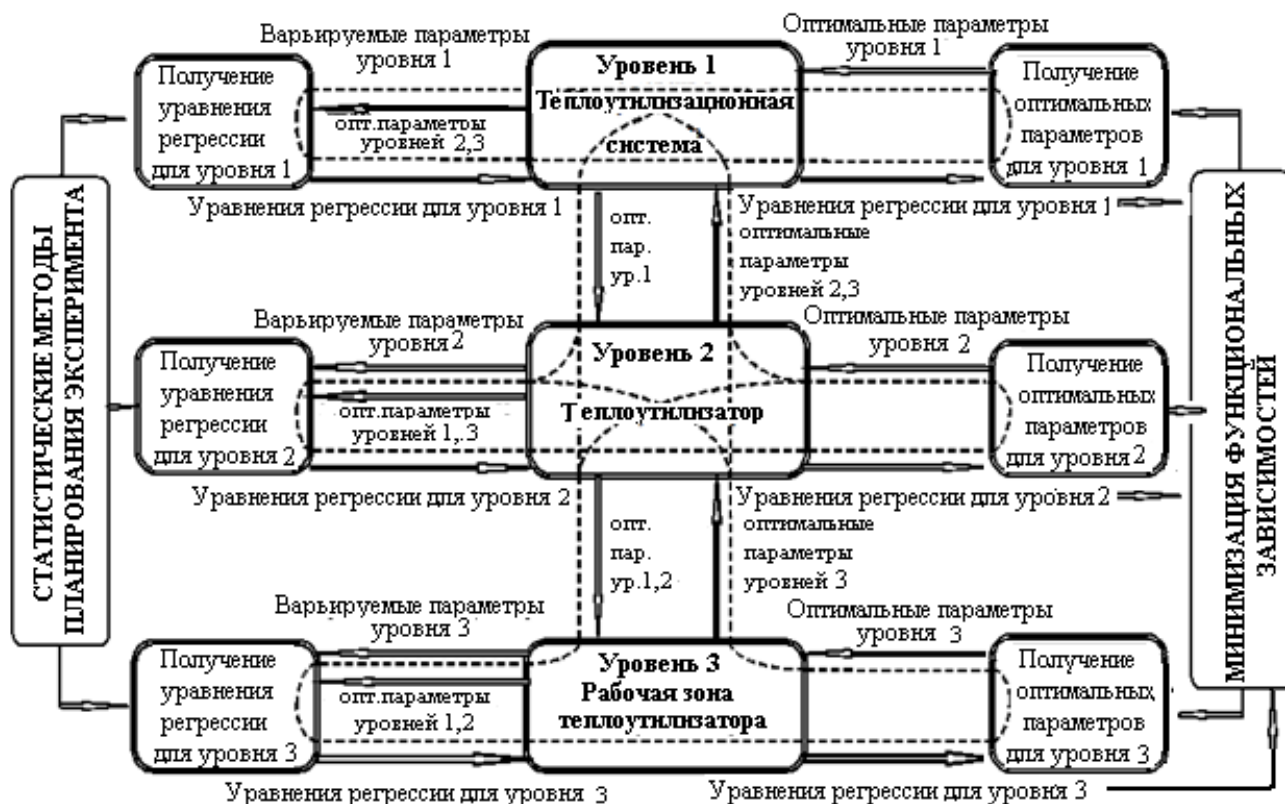 СТАТИСТИЧЕСКИЕ МЕТОДЫ
ПЛАНИРОВАНИЯ ЭКСПЕРИМЕНТА
Получение
уравнения
регрессии
для уровня 1
Варьируемые параметры
уровня 1
опт.параметры
уровней 2,3
Уравнения регрессии для уровня 1
Уровень 1
Теплоутилизационная
система
Оптимальные параметры
уровня 1
Уравнения регрессии для уровня 1
Получение
оптимальных
параметров
для уровня 1
опт.
пар.
ур.1
оптимальные
параметры
уровней 2,3
Получение
уравнения
регрессии
для уровня 2
Варьируемые параметры
уровня 2
опт.параметры
уровней 1,.3
Уравнения регрессии для уровня 2
Уровень 2
Теплоутилизатор
Оптимальные параметры
уровня 2
Уравнения регрессии для уровня 2
Получение
оптимальных
параметров
для уровня 2
опт.
пар.
ур.1,2
оптимальные
параметры
уровней 3
Получение
уравнения
регрессии
для уровня 3
Варьируемые параметры
уровня 3
опт.параметры
уровней 1,2
Уравнения регрессии для уровня 3
Уровень 3
Рабочая зона
теплоутилизатора
Оптимальные параметры
уровня 3
Уравнения регрессии для уровня 3
Получение
оптимальных
параметров
для уровня 3
МИНИМИЗАЦИЯ ФУНКЦИОНАЛЬНЫХ
ЗАВИСИМОСТЕЙ